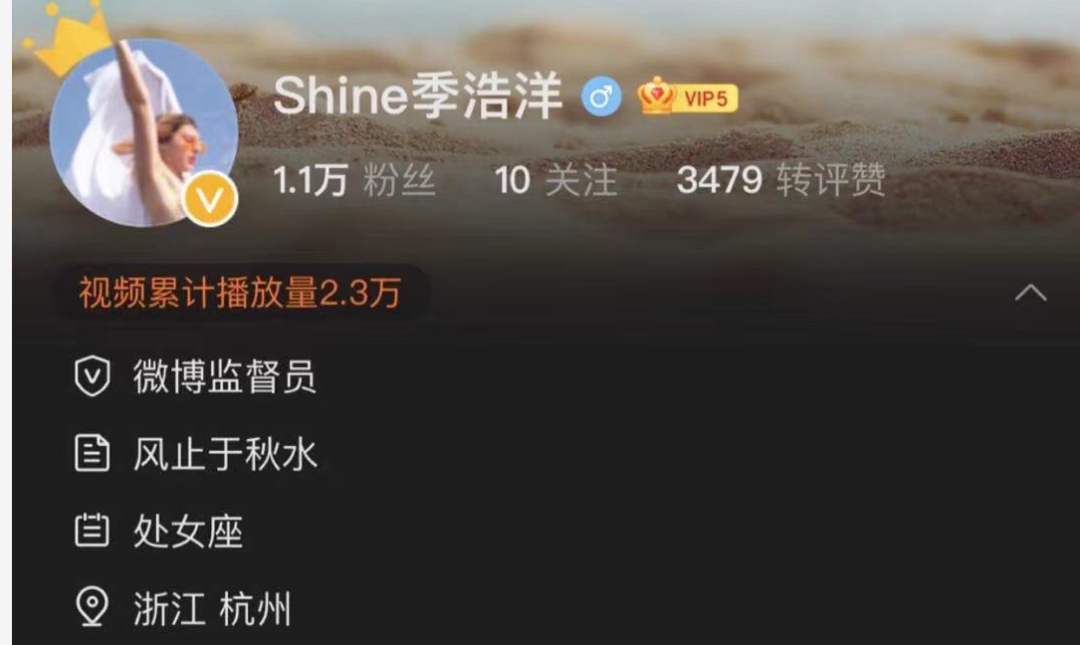 Shine季浩洋 VIP5
1.1万 粉丝 10 关注 3479 转评赞
视频累计播放量2.3万
微博监督员
风止于秋水
处女座
浙江 杭州